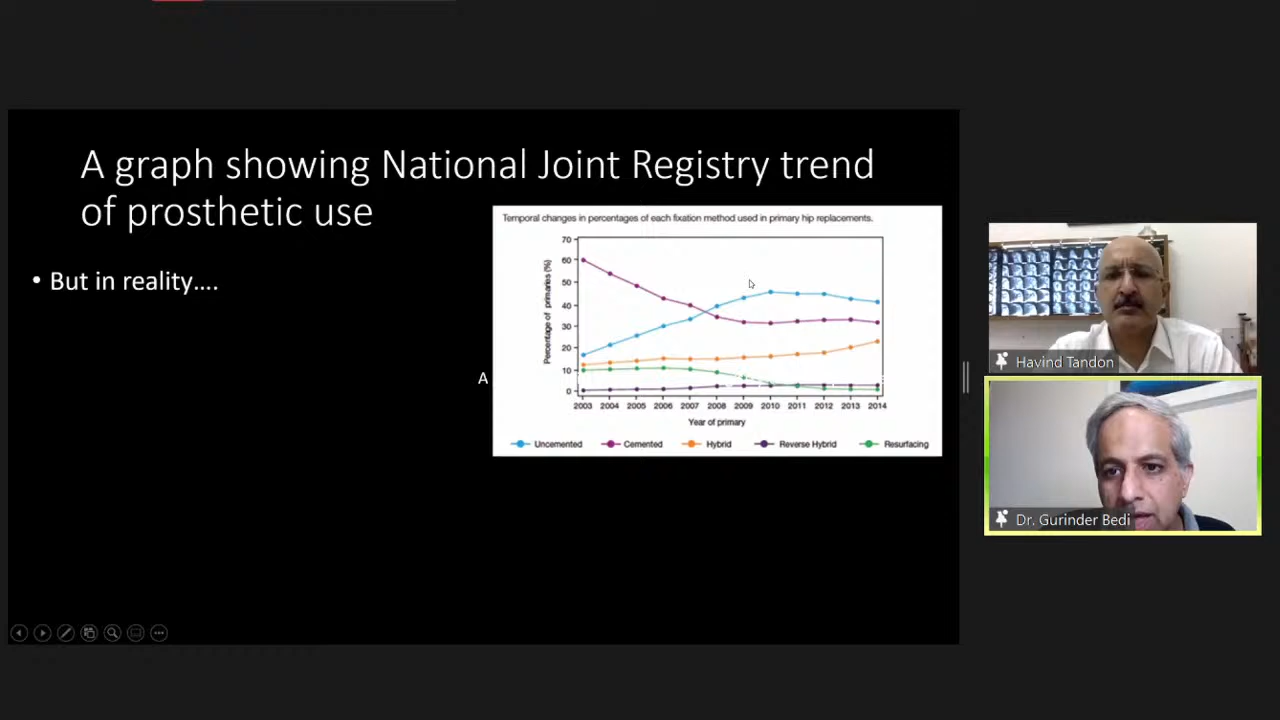 A graph showing National Joint Registry trend
of prosthetic use
• But in reality....
A
Temporal changes in percentages of each fixation method used in primary hip replacements.
Percentage of primaries (%)
70
60
50
40
30
20
10
0
2003 2004 2005 2006 2007 2008 2009 2010 2011 2012 2013 2014
Year of primary
Uncemented Cemented Hybrid Reverse Hybrid Resurfacing
Havind Tandon
Dr. Gurinder Bedi